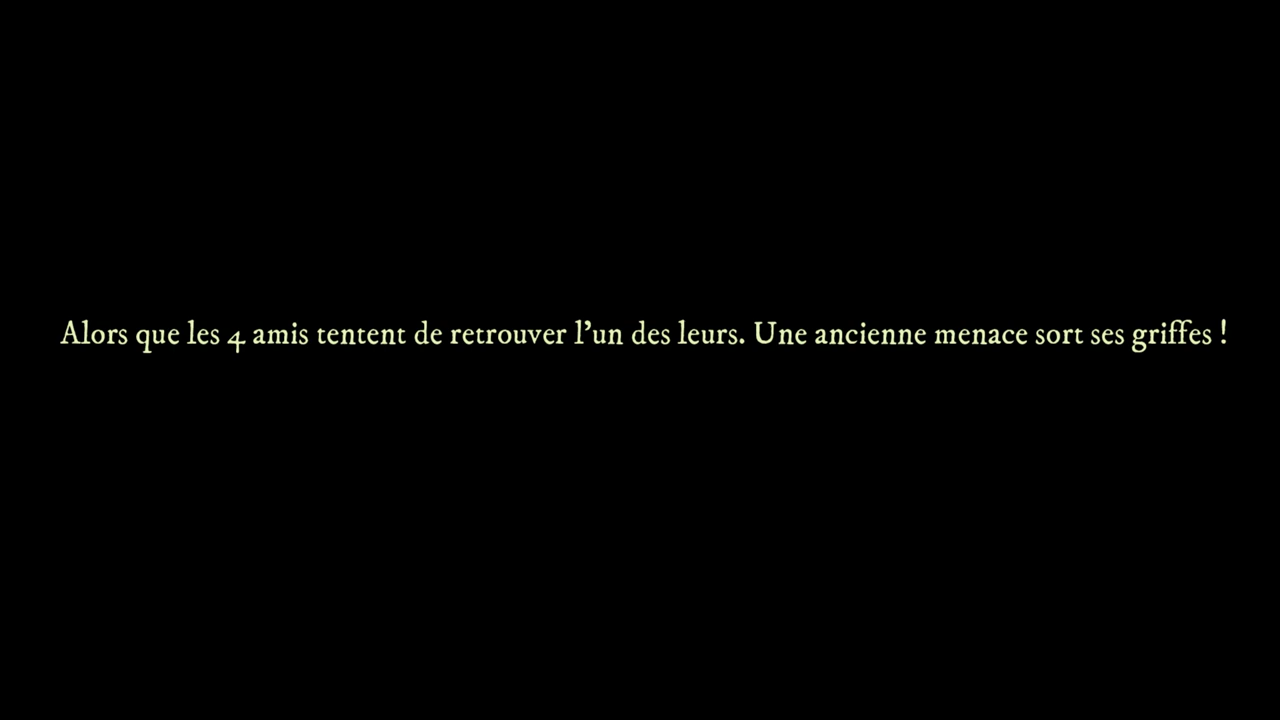 Alors que les 4 amis tentent de retrouver l’un des leurs. Une ancienne menace sort ses griffes !